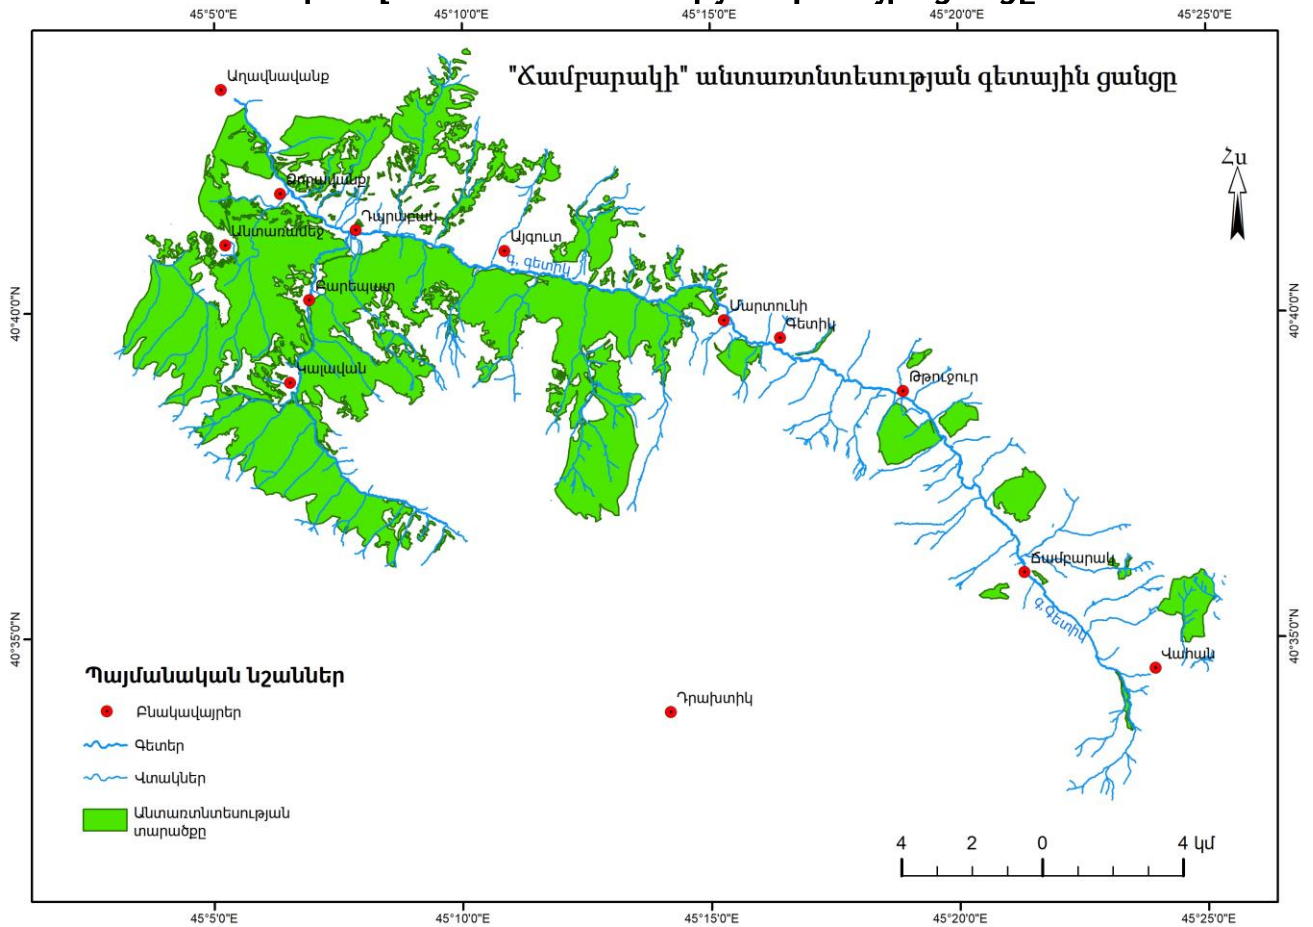 45°5'0"E 45°10'0"E 45°15'0"E 45°20'0"E 45°25'0"E
"Ճամբարակի" անտառտնտեսության գետային ցանցը
Աղավնավանք
Հս
Ձորավանք
Դպրաբակ
Անտառամեջ
Այգուտ
գ. գետիկ
Բարեպատ
40°40'0"N
40°40'0"N
Մարտունի
Գետիկ
Կալավան
Թթուջուր
Ճամբարակ
գ.Գետիկ
40°35'0"N
40°35'0"N
Վահան
Դրախտիկ
Պայմանական նշաններ
Բնակավայրեր
Գետեր
Վտակներ
Անտառտնտեսության
տարածքը
4 2 0 4 կմ
45°5'0"E 45°10'0"E 45°15'0"E 45°20'0"E 45°25'0"E